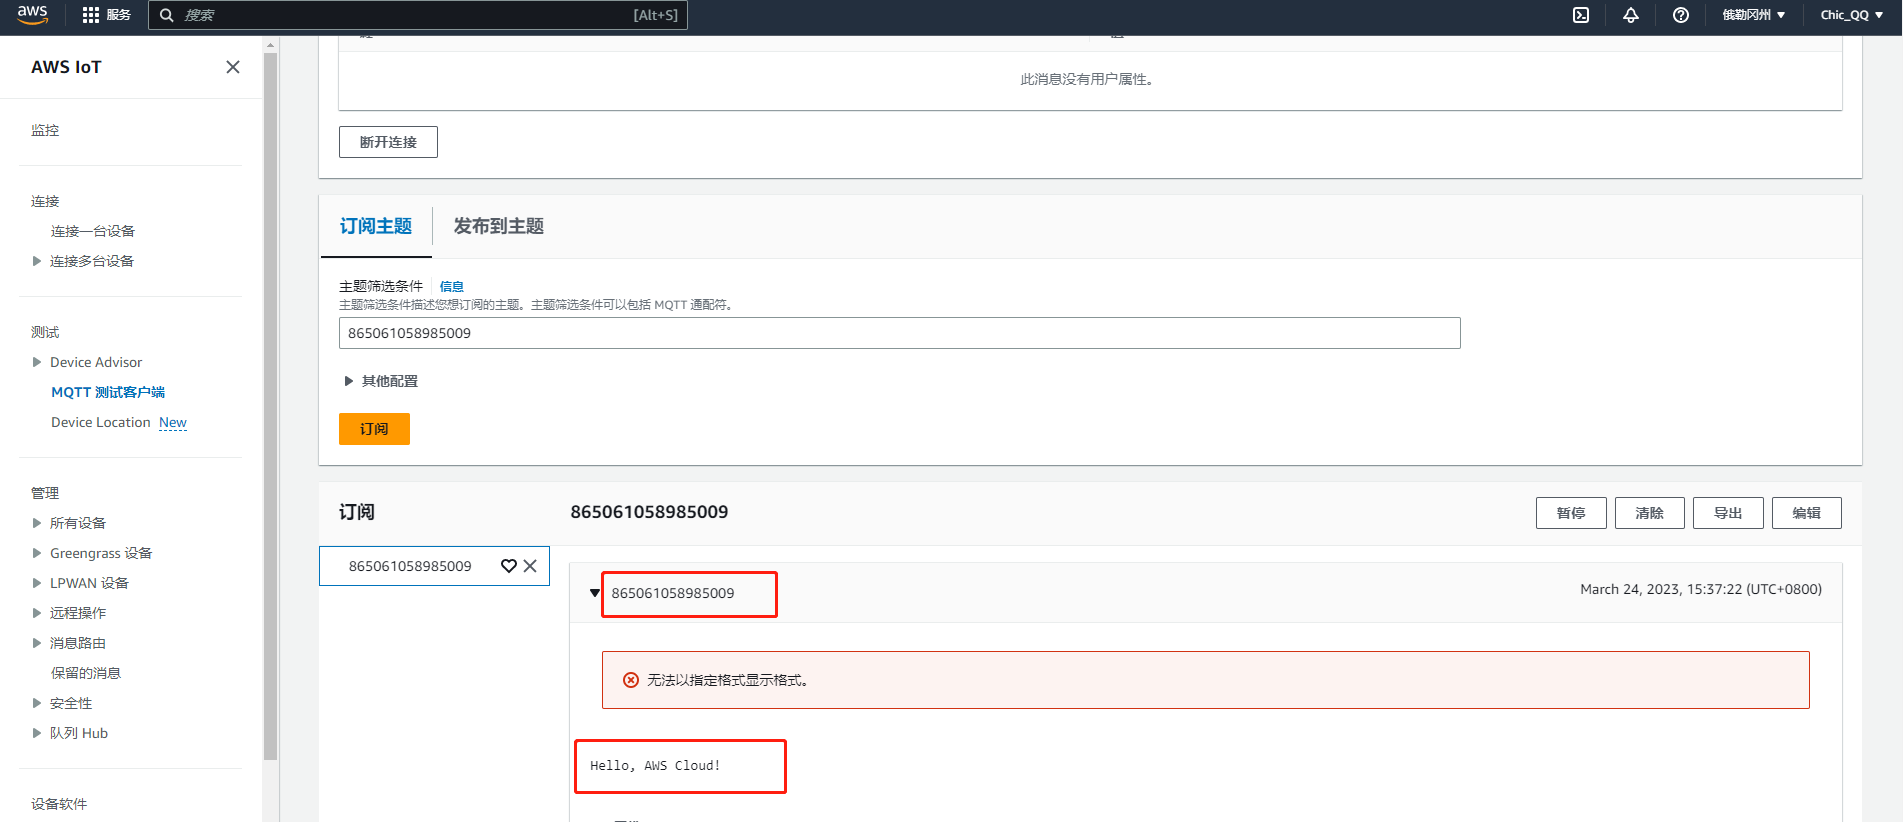 aws
服务
搜索
[Alt+S]
俄勒冈州
Chic_QQ
AWS IoT
监控
连接
连接一台设备
连接多台设备
测试
Device Advisor
MQTT 测试客户端
Device Location New
管理
所有设备
Greengrass 设备
LPWAN 设备
远程操作
消息路由
保留的消息
安全性
队列 Hub
设备软件
此消息没有用户属性。
断开连接
订阅主题
发布到主题
主题筛选条件
信息
主题筛选条件描述您想订阅的主题。主题筛选条件可以包括 MQTT 通配符。
865061058985009
其他配置
订阅
订阅
865061058985009
暂停
清除
导出
编辑
865061058985009
865061058985009
March 24, 2023, 15:37:22 (UTC+0800)
无法以指定格式显示格式。
Hello, AWS Cloud!